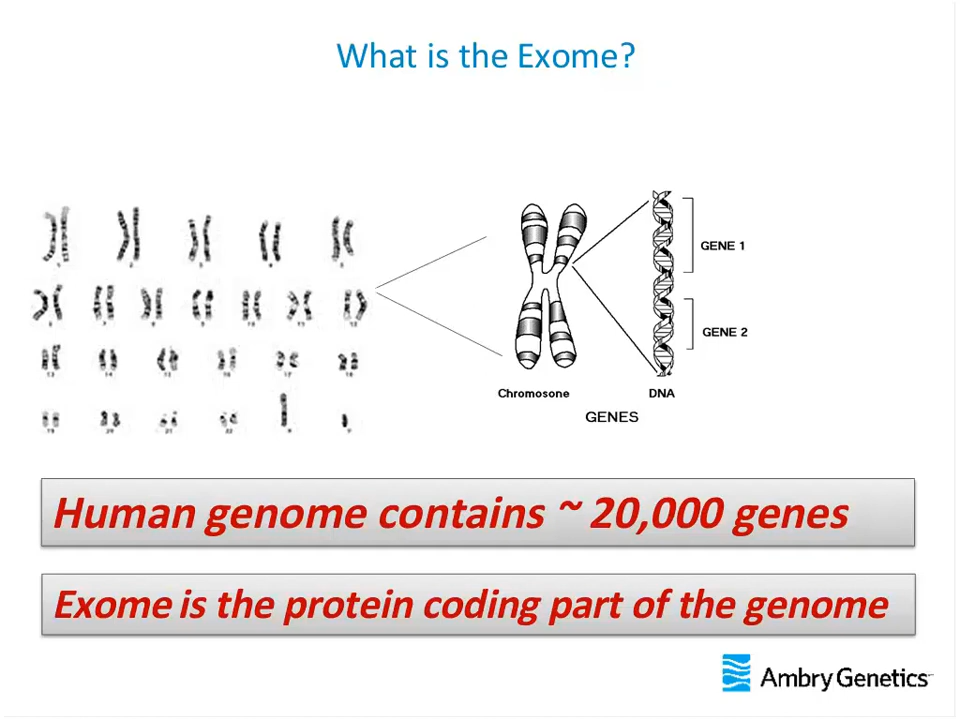 What is the Exome?
GENE 1
GENE 2
Chromosone
DNA
GENES
Human genome contains ~ 20,000 genes
Exome is the protein coding part of the genome
Ambry Genetics